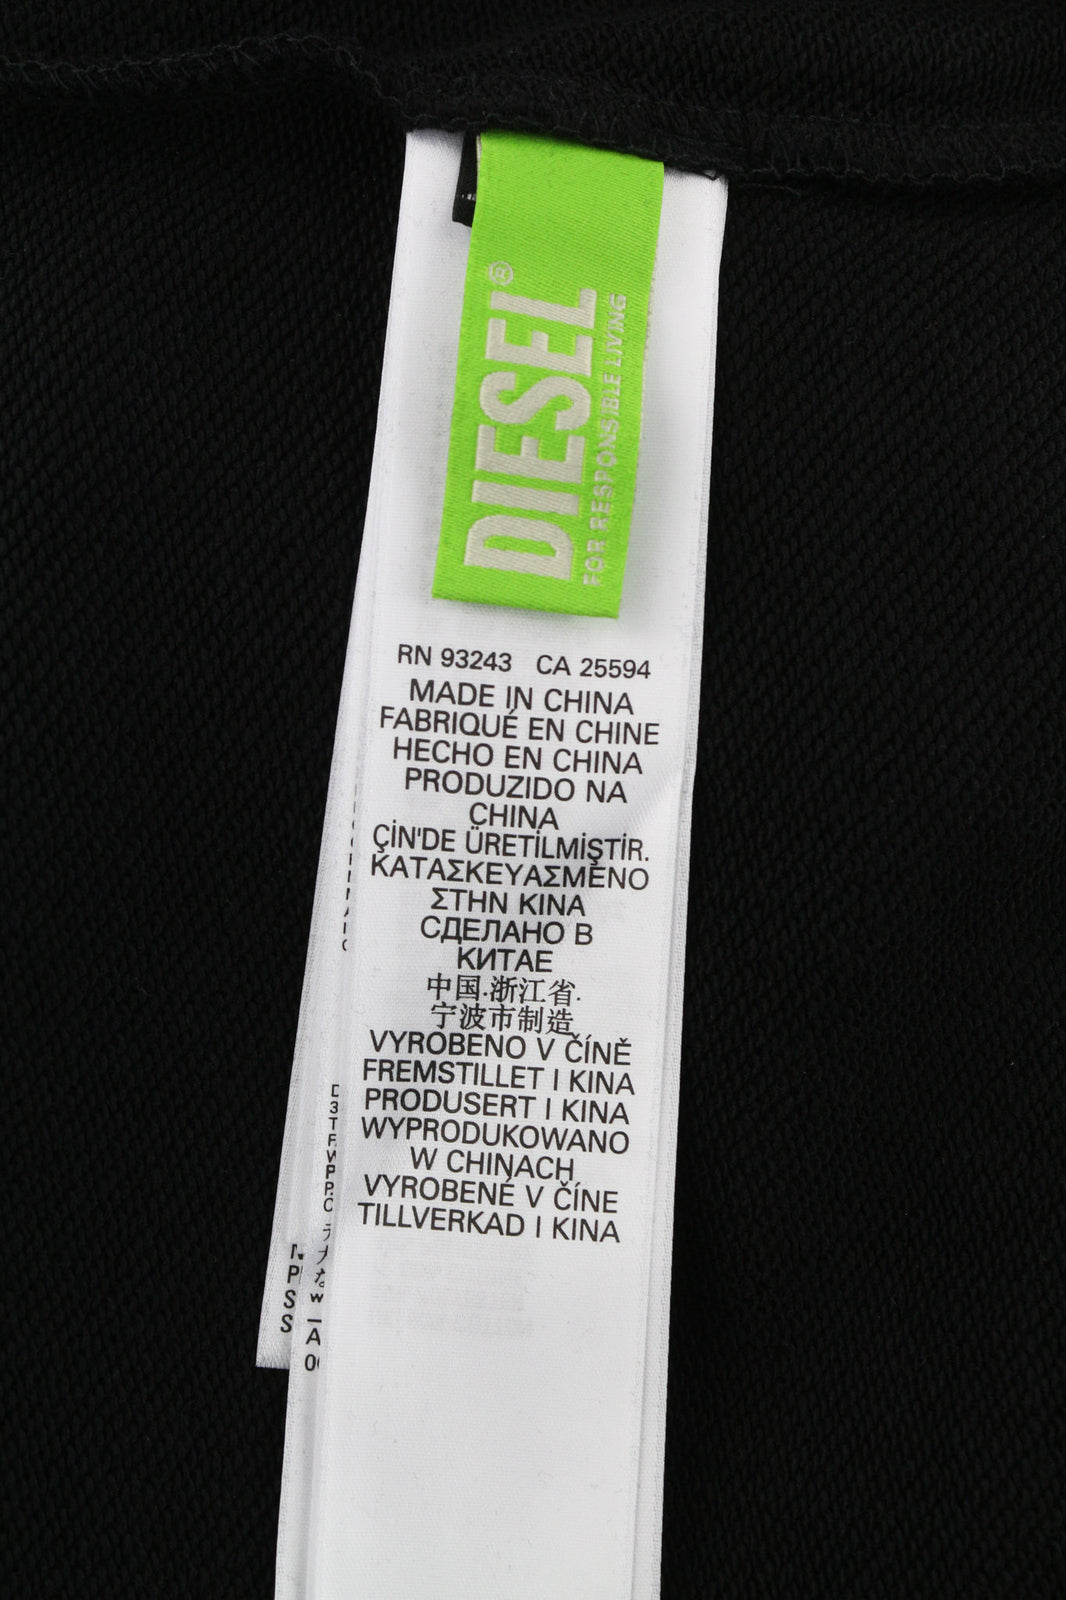 DIESEL®
FOR RESPONSIBLE LIVING
RN 93243 CA 25594
MADE IN CHINA
FABRIQUÉ EN CHINE
HECHO EN CHINA
PRODUZIDO NA
CHINA
ÇİN'DE ÜRETİLMİŞTİR.
ΚΑΤΑΣΚΕΥΑΣΜΕΝΟ
ΣΤΗΝ ΚΙΝΑ
СДЕЛАНО В
КИТАЕ
中国.浙江省.
宁波市制造
VYROBENO V ČÍNĚ
FREMSTILLET I KINA
PRODUSERT I KINA
WYPRODUKOWANO
W CHINACH
VYROBENÉ V ČÍNE
TILLVERKAD I KINA